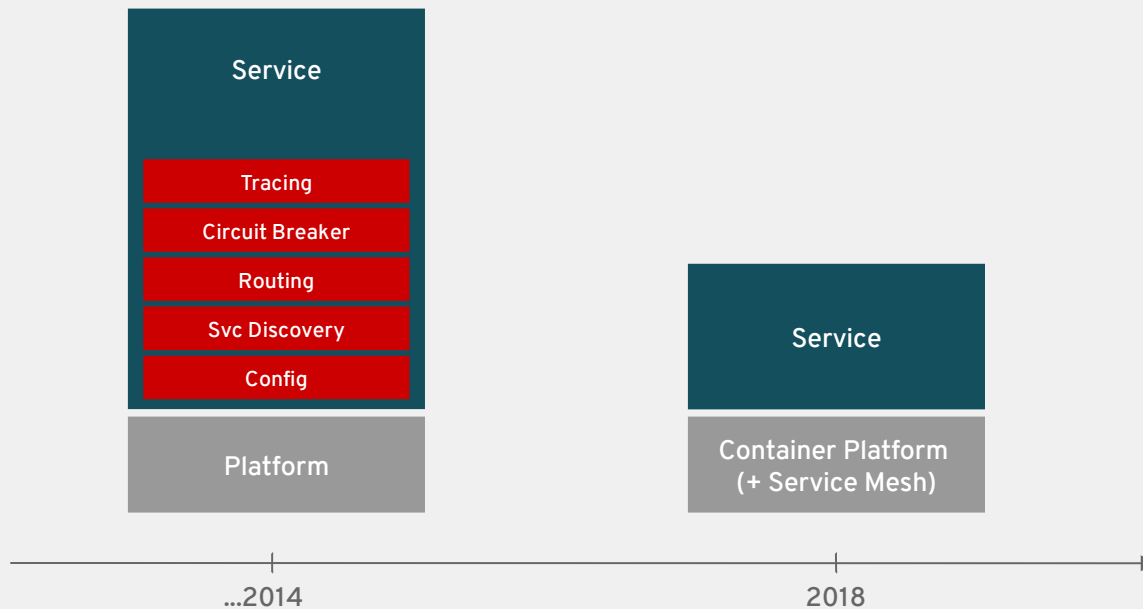 Service
Tracing
Circuit Breaker
Routing
Svc Discovery
Config
Platform
Service
Container Platform
(+ Service Mesh)
...2014
2018